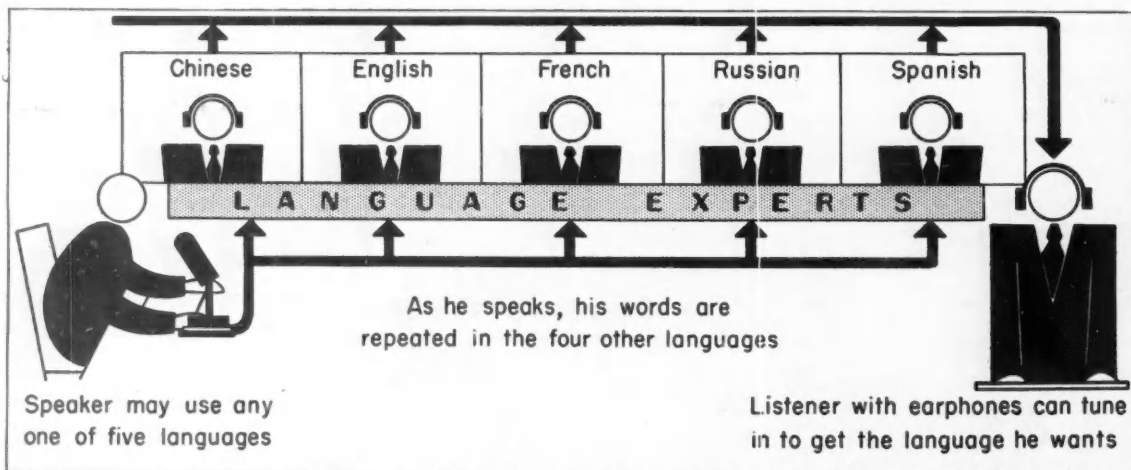 Chinese English French Russian Spanish
LANGUAGE EXPERTS
As he speaks, his words are
repeated in the four other languages
Speaker may use any
one of five languages
Listener with earphones can tune
in to get the language he wants